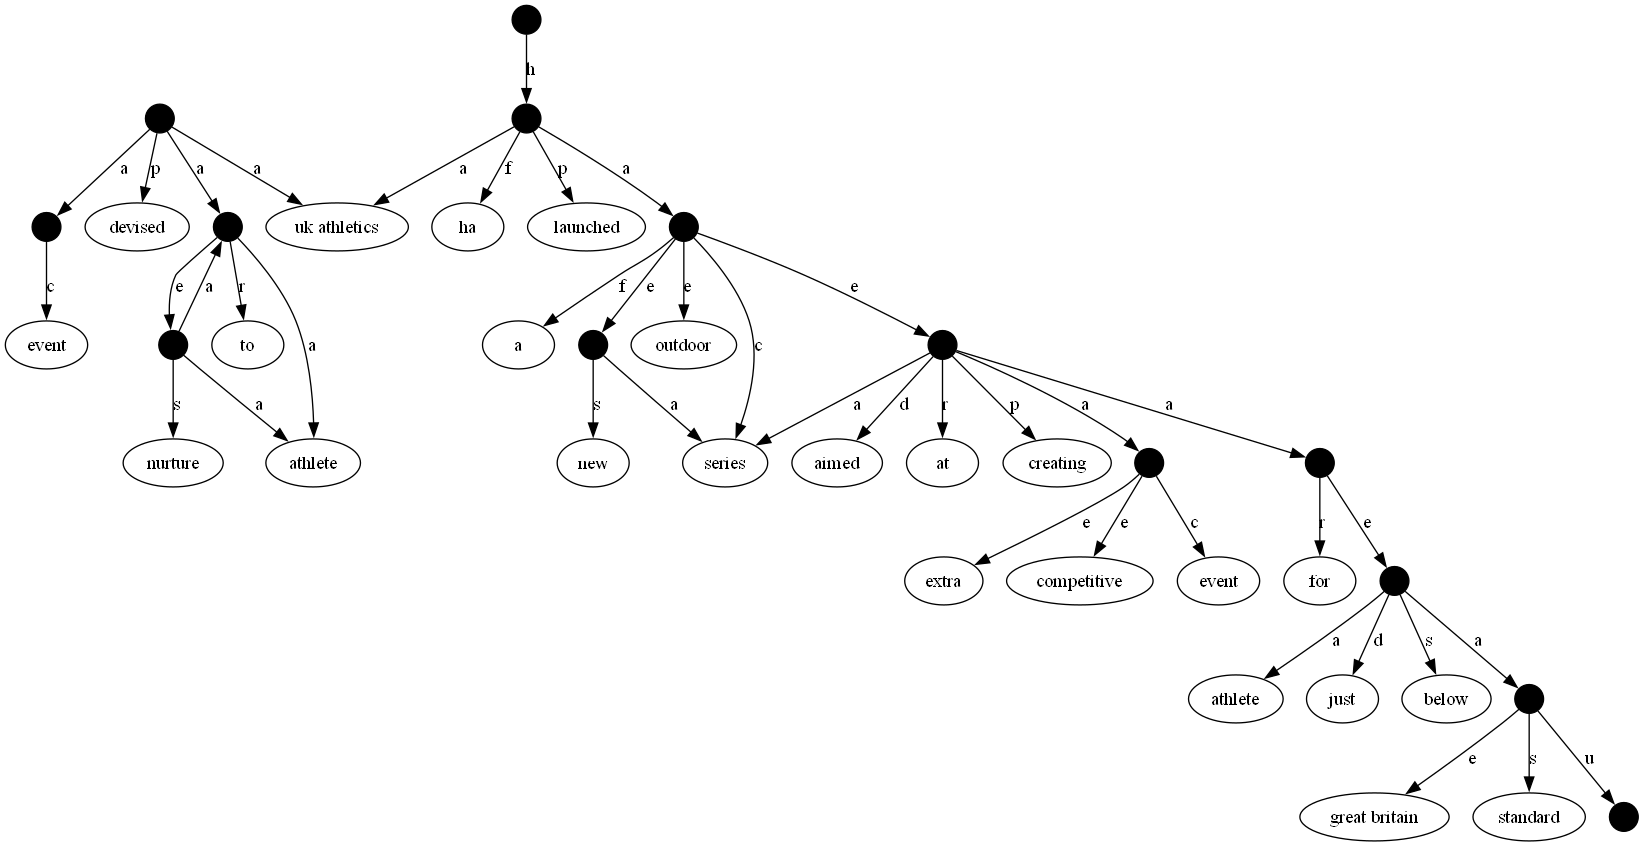 h
a p a a a f p a
devised uk athletics ha launched
c e a r a f e e c e
event to a outdoor
s a s a a d r p a a
nurture athlete new series aimed at creating
e e c r e
extra competitive event for
a d s a
athlete just below
e s u
great britain standard